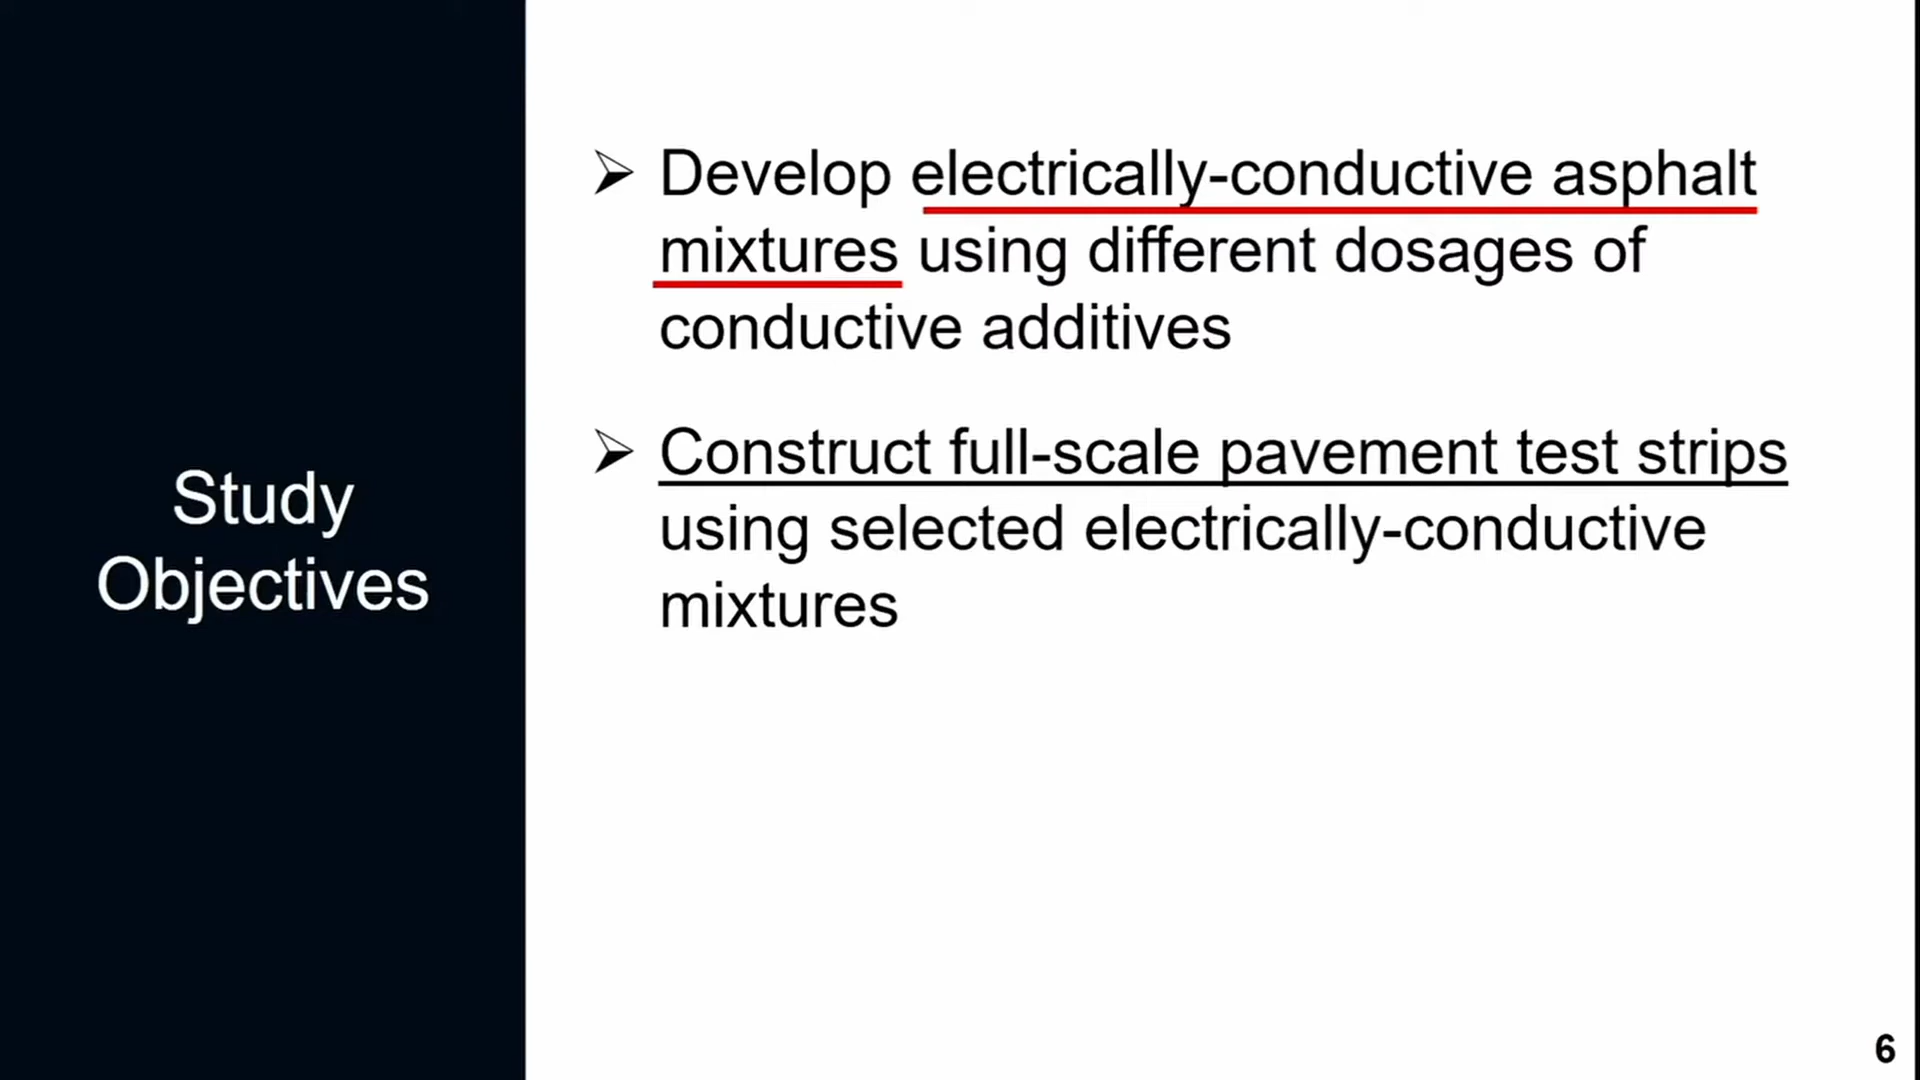 Study
Objectives
Develop electrically-conductive asphalt
mixtures using different dosages of
conductive additives
Construct full-scale pavement test strips
using selected electrically-conductive
mixtures
6